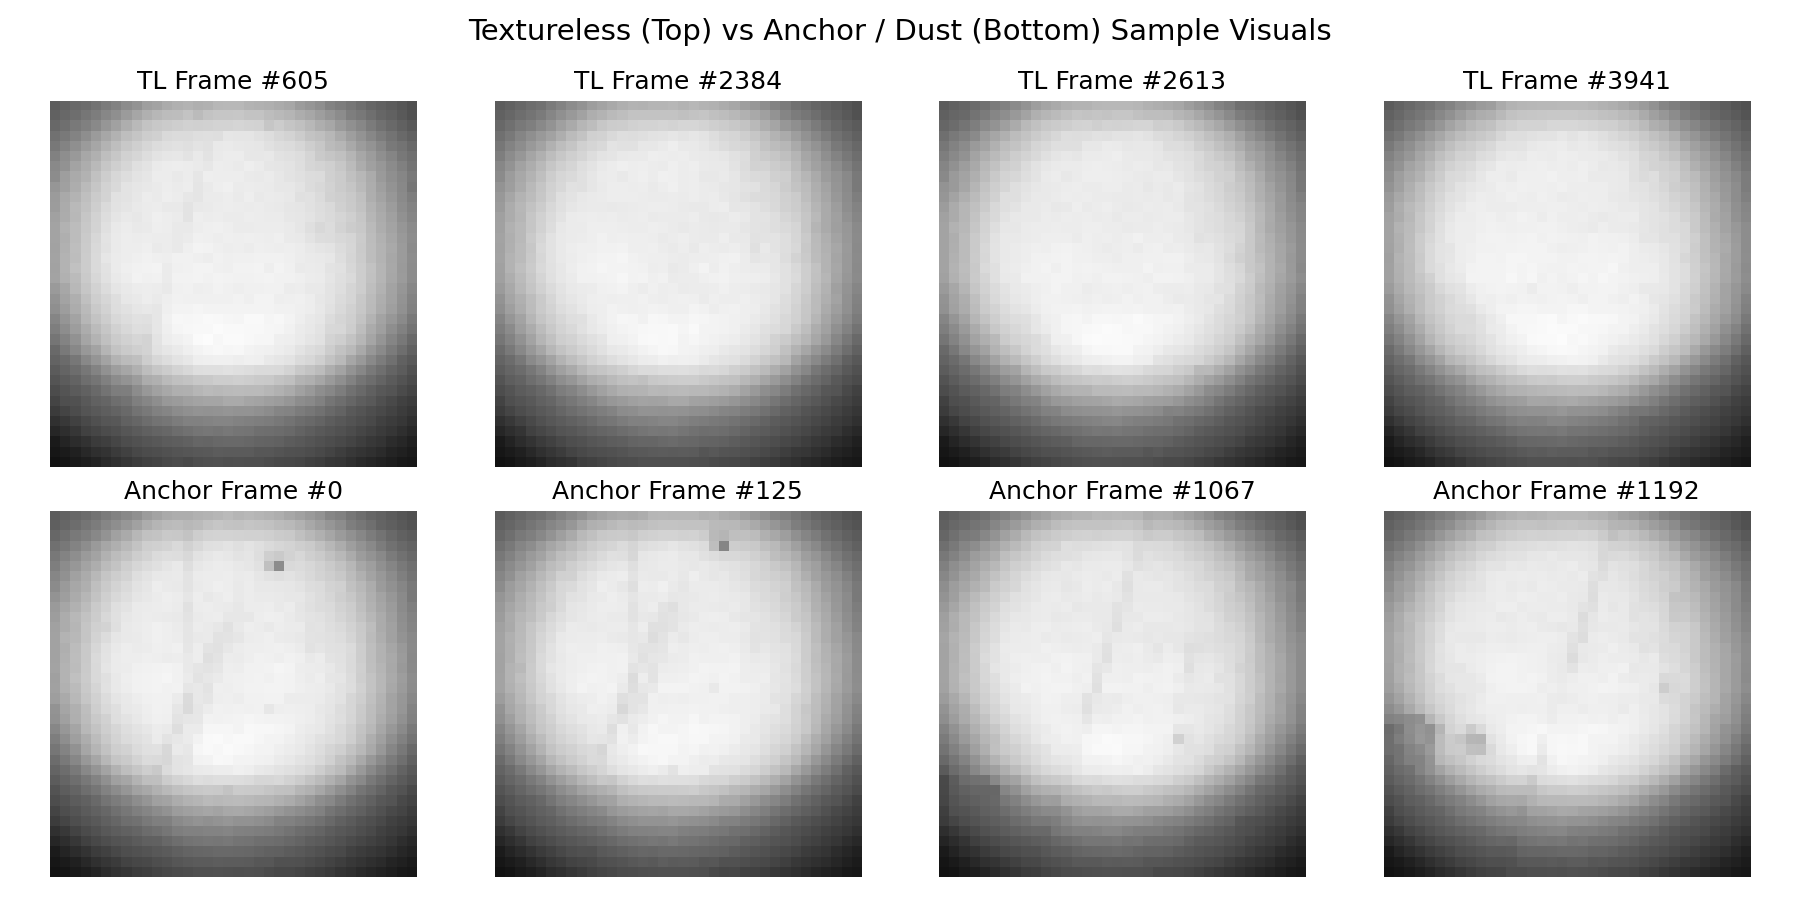 Textureless (Top) vs Anchor / Dust (Bottom) Sample Visuals
TL Frame #605
TL Frame #2384
TL Frame #2613
TL Frame #3941
Anchor Frame #0
Anchor Frame #125
Anchor Frame #1067
Anchor Frame #1192